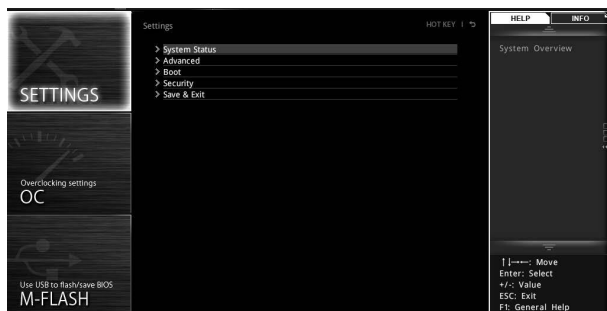 Settings
HOT KEY | ↩
> System Status
> Advanced
> Boot
> Security
> Save & Exit
SETTINGS
Overclocking settings
OC
Use USB to flash/save BIOS
M-FLASH
HELP INFO
System Overview
↑↓→←: Move
Enter: Select
+/-: Value
ESC: Exit
F1: General Help